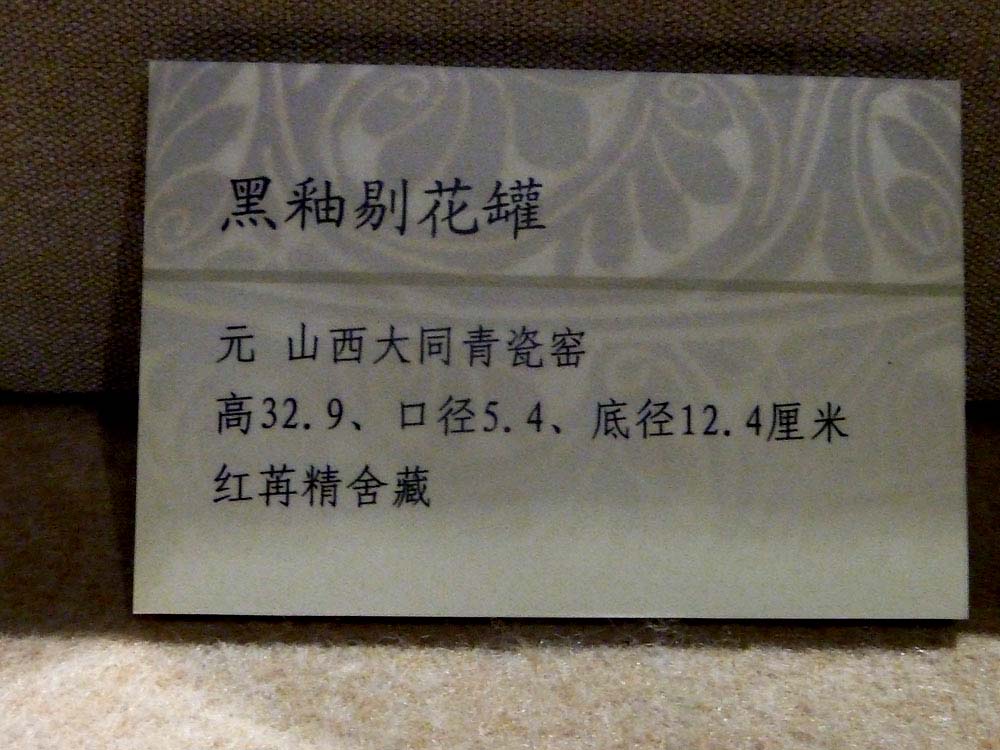 黑釉剔花罐
元 山西大同青瓷窑
高32.9、口径5.4、底径12.4厘米
红苒精舍藏